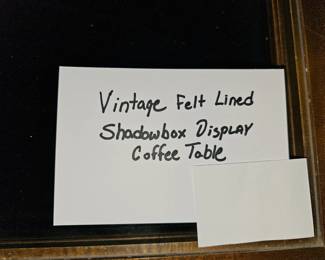 Vintage Felt Lined
Shadowbox Display
Coffee Table